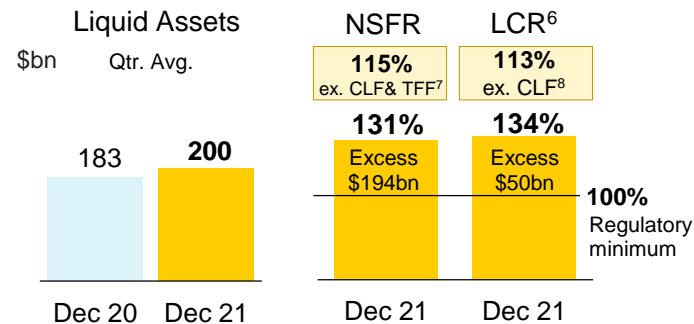 Liquid Assets
$bn
Qtr. Avg.
183
200
Dec 20
Dec 21
NSFR
LCR⁶
115%
ex. CLF& TFF⁷
113%
ex. CLF⁸
131%
134%
Excess
$194bn
Excess
$50bn
100%
Regulatory
minimum
Dec 21
Dec 21